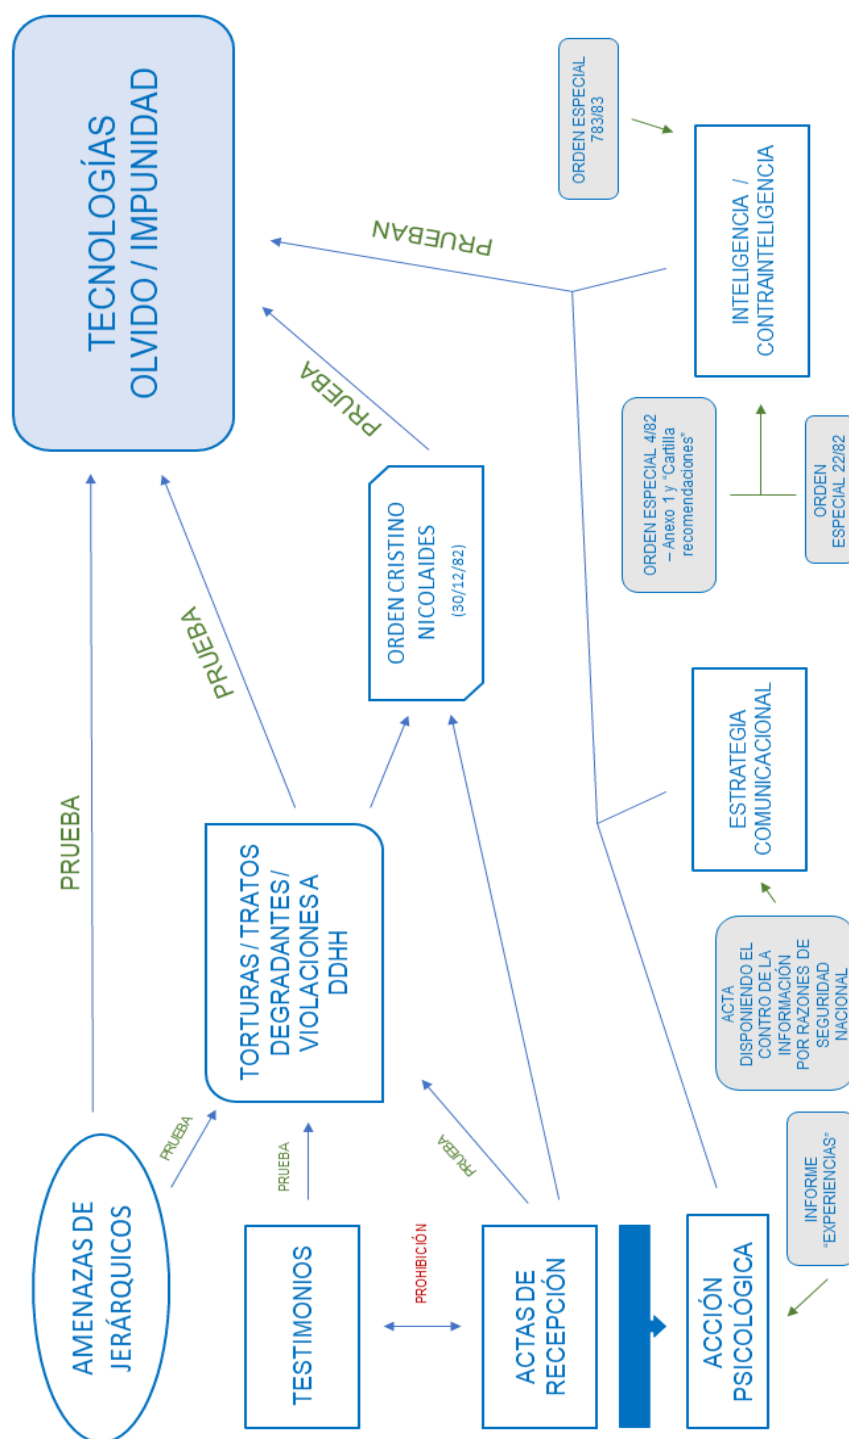 AMENAZAS DE
JERÁRQUICOS
PRUEBA
TECNOLOGÍAS
OLVIDO / IMPUNIDAD
PRUEBA
TORTURAS / TRATOS
DEGRADANTES /
VIOLACIONES A
DDHH
PRUEBA
TESTIMONIOS
PRUEBA
PROHIBICIÓN
ACTAS DE
RECEPCIÓN
PRUEBA
ORDEN CRISTINO
NICOLAIDES
(30/12/82)
PRUEBA
PRUEBAN
ACCIÓN
PSICOLÓGICA
INFORME
"EXPERIENCIAS"
ESTRATEGIA
COMUNICACIONAL
ACTA
DISPONIENDO EL
CONTRO DE LA
INFORMACIÓN
POR RAZONES DE
SEGURIDAD
NACIONAL
ORDEN ESPECIAL 4/82
– Anexo 1 y "Cartilla
recomendaciones"
ORDEN
ESPECIAL 22/82
INTELIGENCIA /
CONTRAINTELIGENCIA
ORDEN ESPECIAL
783/83